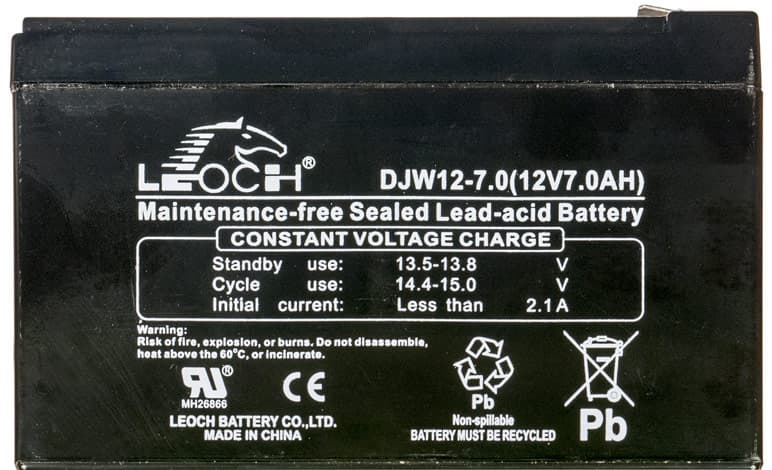 LEOCH®
DJW12-7.0(12V7.0AH)
Maintenance-free Sealed Lead-acid Battery
CONSTANT VOLTAGE CHARGE
Standby use: 13.5-13.8 V
Cycle use: 14.4-15.0 V
Initial current: Less than 2.1A
Warning:
Risk of fire, explosion, or burns. Do not disassemble,
heat above the 60°C, or incinerate.
RU®
MH26866
CE
LEOCH BATTERY CO.,LTD.
MADE IN CHINA
Pb
Non-spillable
BATTERY MUST BE RECYCLED
Pb